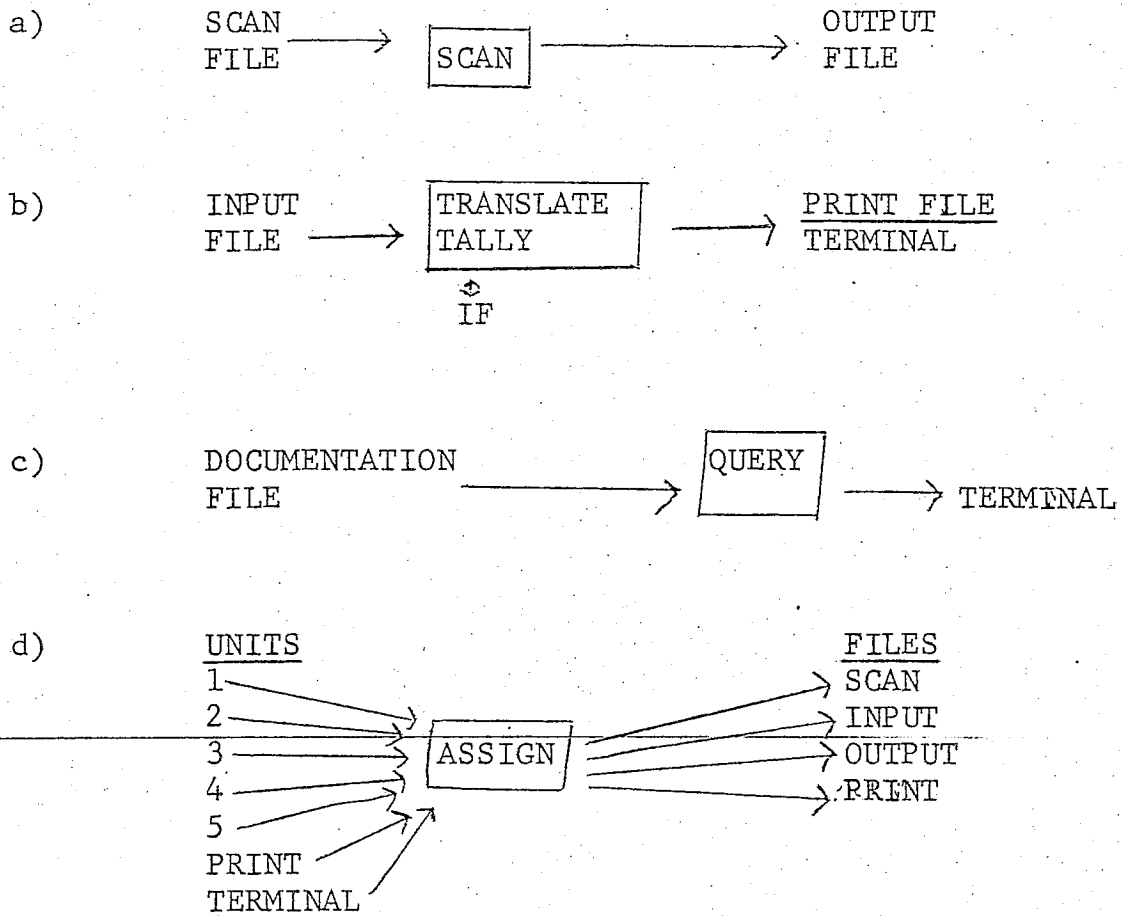 a) SCAN FILE SCAN OUTPUT FILE
b) INPUT FILE TRANSLATE TALLY PRINT FILE TERMINAL
IF
c) DOCUMENTATION FILE QUERY TERMINAL
d) UNITS FILES
1 SCAN
2 INPUT
3 ASSIGN OUTPUT
4 PRINT
5
PRINT
TERMINAL